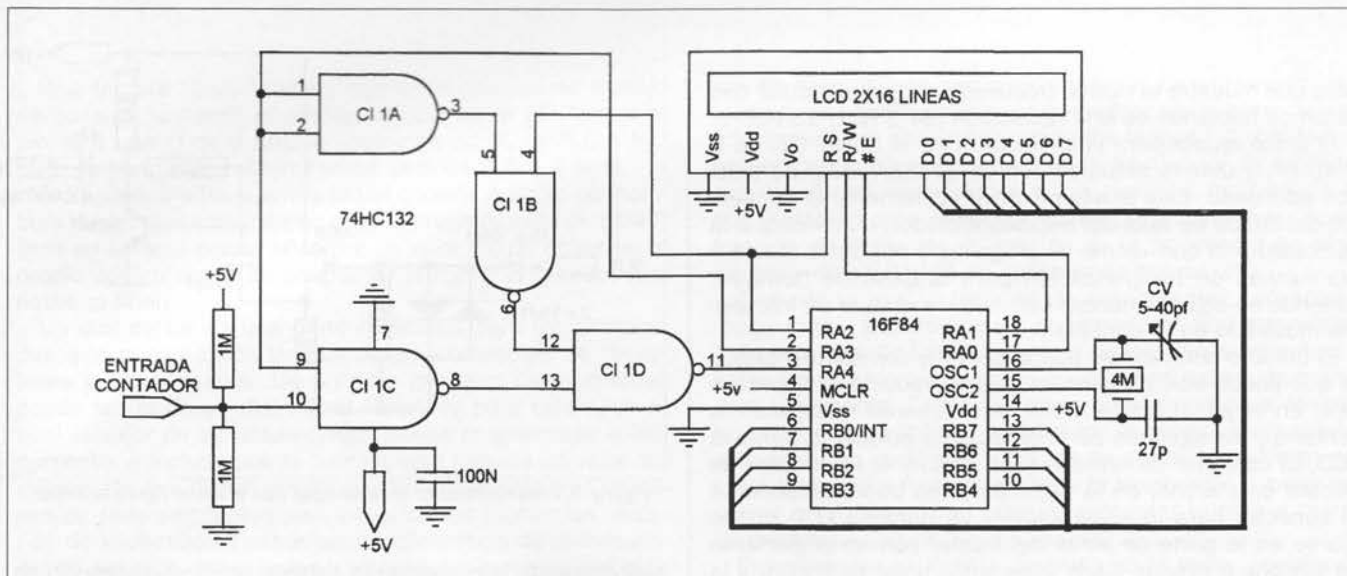 1
2
CI 1A
3
5
4
CI 1B
6
74HC132
+5V
1M
ENTRADA
CONTADOR
1M
9
10
7
CI 1C
8
+5V
100N
12
13
CI 1D
11
+5v
LCD 2X16 LINEAS
Vss
Vdd
Vo
RS
R/W
#E
D0
D1
D2
D3
D4
D5
D6
D7
+5V
16F84
1 RA2
2 RA3
3 RA4
4 MCLR
5 Vss
6 RB0/INT
7 RB1
8 RB2
9 RB3
RA1 18
RA0 17
OSC1 16
OSC2 15
Vdd 14
RB7 13
RB6 12
RB5 11
RB4 10
+5V
CV
5-40pf
4M
27p